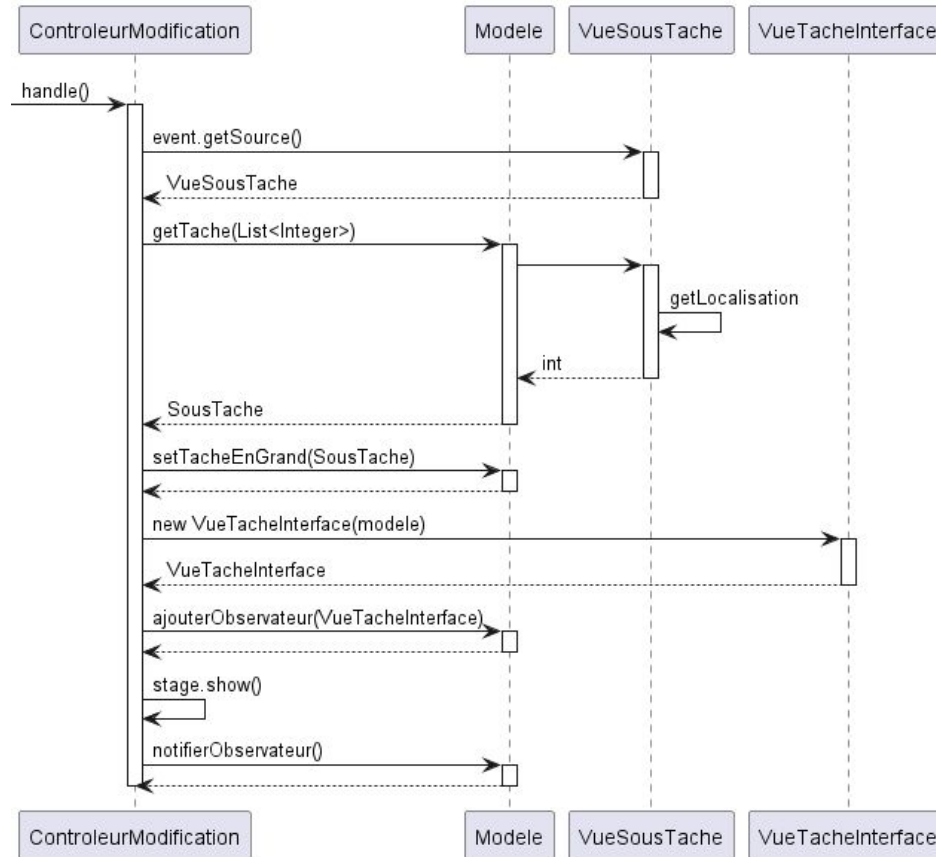 ControleurModification
Modele
VueSousTache
VueTacheInterface
handle()
event.getSource()
VueSousTache
getTache(List<Integer>)
getLocalisation
int
SousTache
setTacheEnGrand(SousTache)
new VueTacheInterface(modele)
VueTacheInterface
ajouterObservateur(VueTacheInterface)
stage.show()
notifierObservateur()
ControleurModification
Modele
VueSousTache
VueTacheInterface